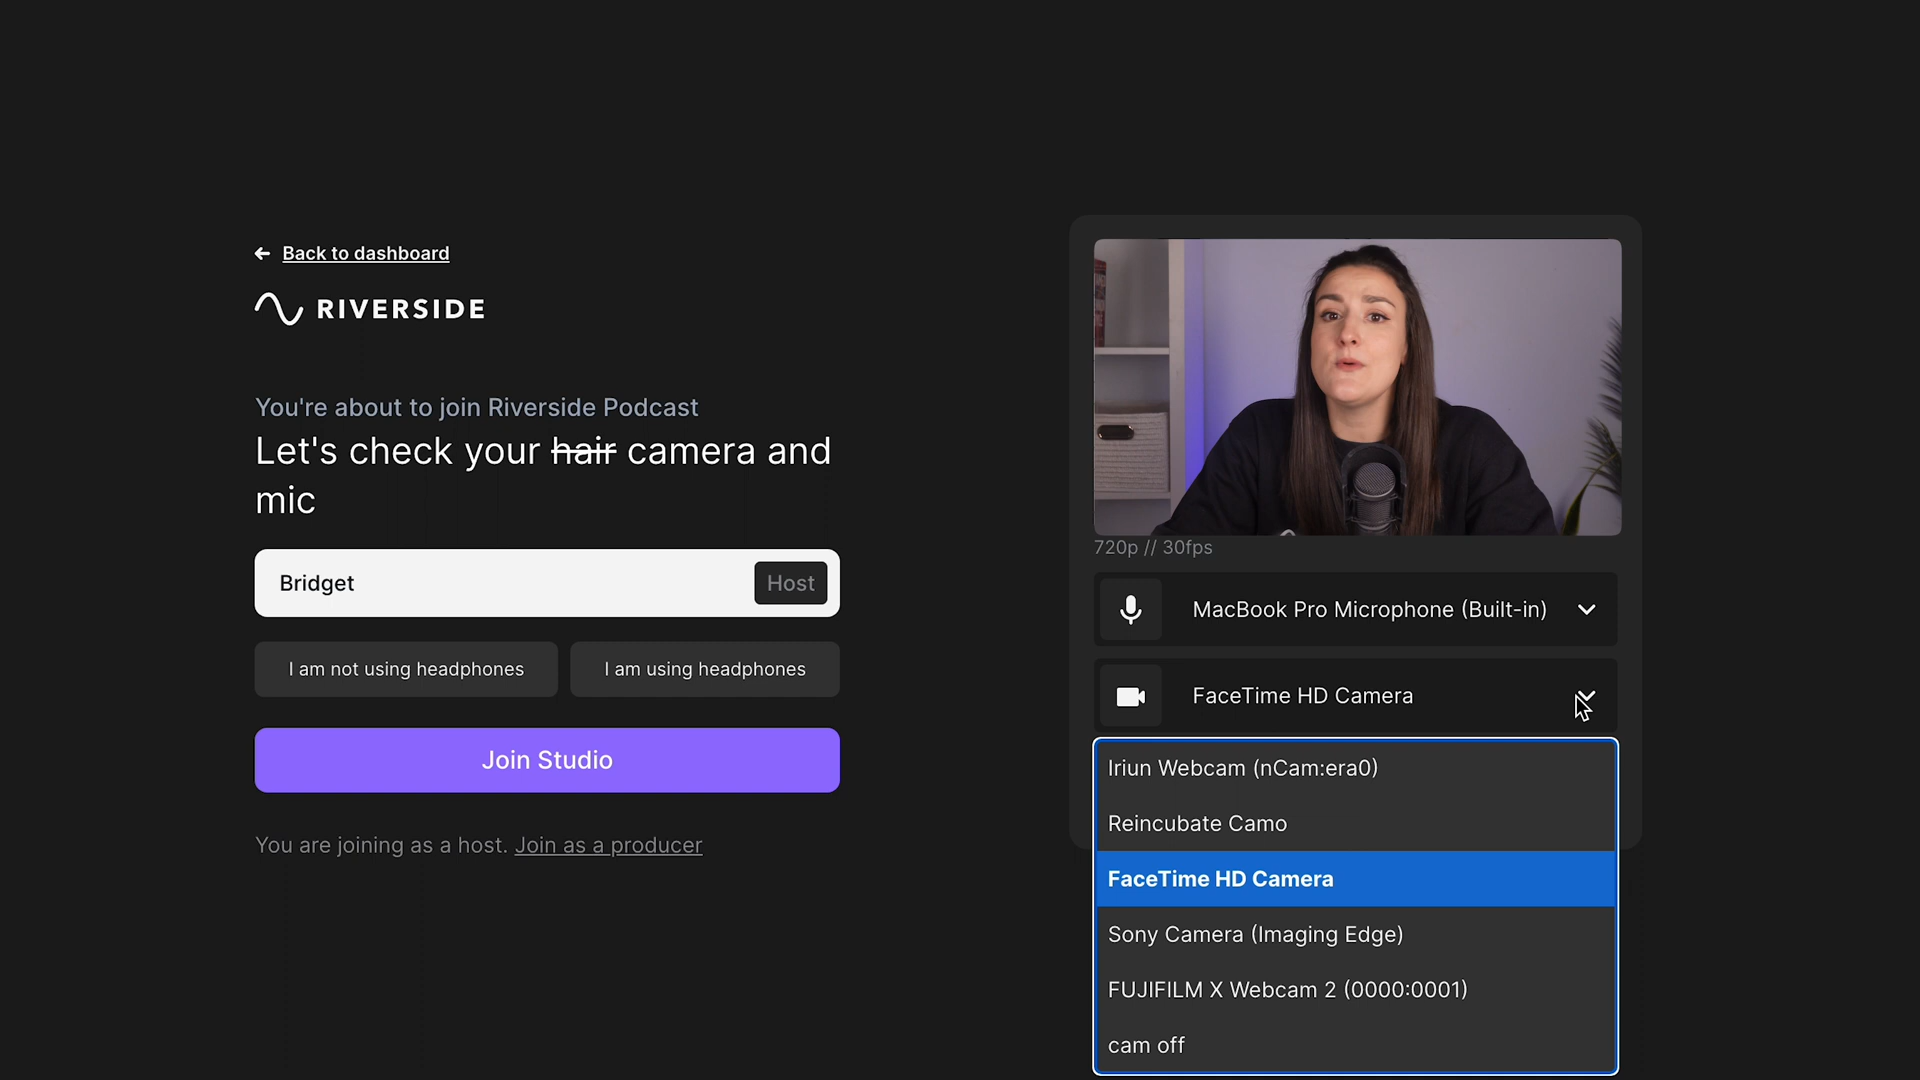 Back to dashboard
RIVERSIDE
You're about to join Riverside Podcast
Let's check your hair camera and
mic
Bridget
Host
I am not using headphones
I am using headphones
Join Studio
You are joining as a host. Join as a producer
720p // 30fps
MacBook Pro Microphone (Built-in)
FaceTime HD Camera
Iriun Webcam (nCam:era0)
Reincubate Camo
FaceTime HD Camera
Sony Camera (Imaging Edge)
FUJIFILM X Webcam 2 (0000:0001)
cam off